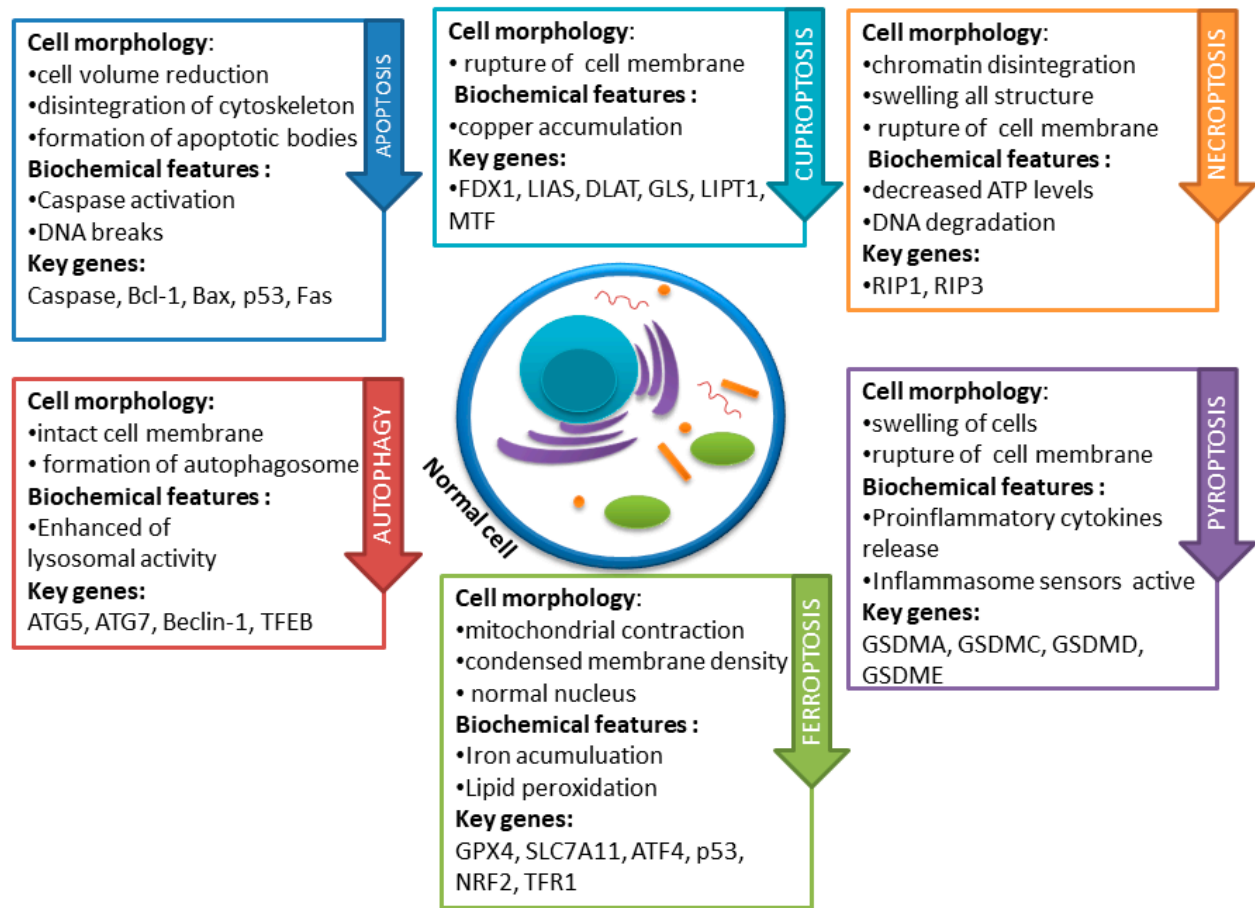 Cell morphology:
•cell volume reduction
•disintegration of cytoskeleton
•formation of apoptotic bodies
Biochemical features :
•Caspase activation
•DNA breaks
Key genes:
Caspase, Bcl-1, Bax, p53, Fas
APOPTOSIS
Cell morphology:
• rupture of cell membrane
Biochemical features :
•copper accumulation
Key genes:
•FDX1, LIAS, DLAT, GLS, LIPT1,
MTF
CUPROPTOSIS
Cell morphology:
•chromatin disintegration
•swelling all structure
• rupture of cell membrane
Biochemical features :
•decreased ATP levels
•DNA degradation
Key genes:
•RIP1, RIP3
NECROPTOSIS
Cell morphology:
•intact cell membrane
• formation of autophagosome
Biochemical features :
•Enhanced of
lysosomal activity
Key genes:
ATG5, ATG7, Beclin-1, TFEB
AUTOPHAGY
Normal cell
Cell morphology:
•swelling of cells
•rupture of cell membrane
Biochemical features :
•Proinflammatory cytokines
release
•Inflammasome sensors active
Key genes:
GSDMA, GSDMC, GSDMD,
GSDME
PYROPTOSIS
Cell morphology:
•mitochondrial contraction
•condensed membrane density
• normal nucleus
Biochemical features :
•Iron acumuluation
•Lipid peroxidation
Key genes:
GPX4, SLC7A11, ATF4, p53,
NRF2, TFR1
FERROPTOSIS